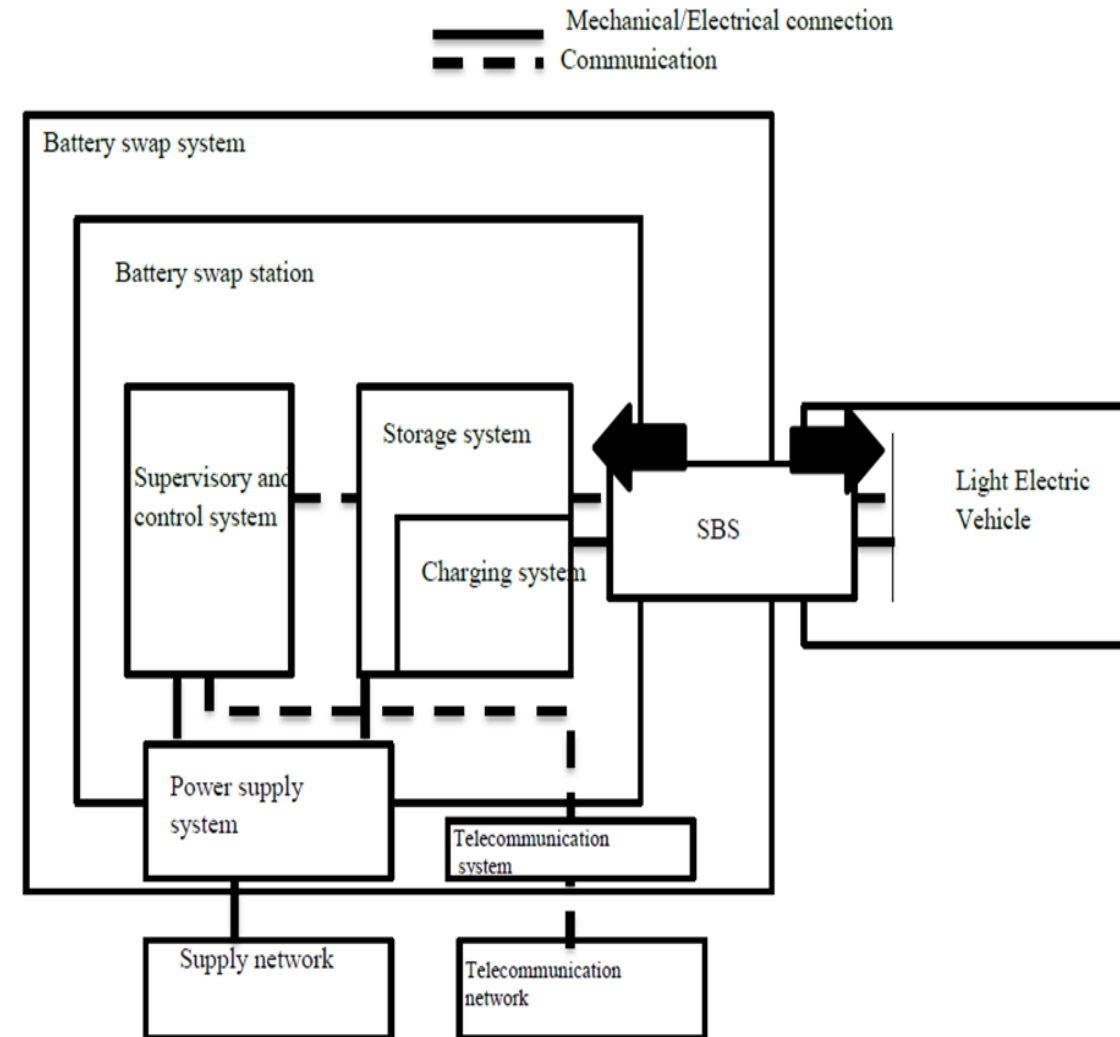 Mechanical/Electrical connection
Communication
Battery swap system
Battery swap station
Supervisory and
control system
Storage system
Charging system
SBS
Light Electric
Vehicle
Power supply
system
Telecommunication
system
Supply network
Telecommunication
network